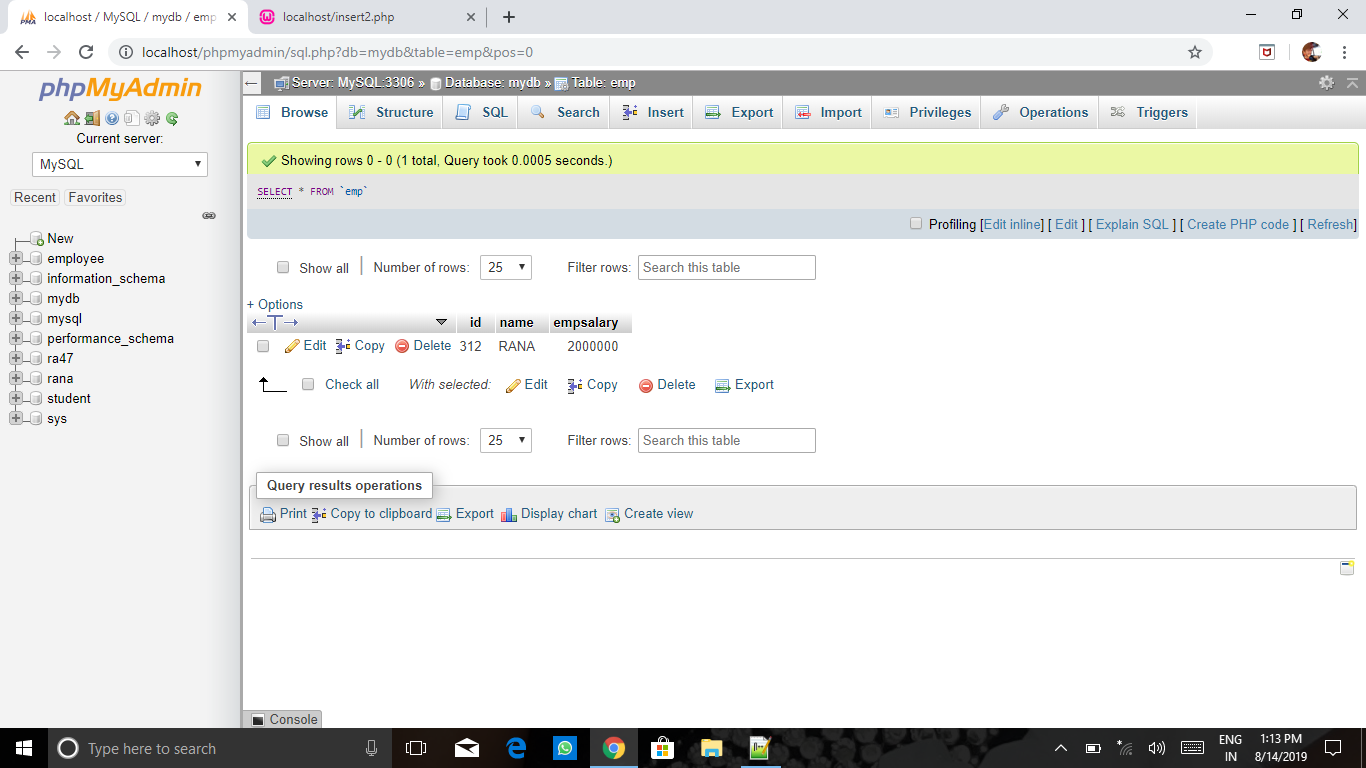 localhost / MySQL / mydb / emp
localhost/insert2.php
localhost/phpmyadmin/sql.php?db=mydb&table=emp&pos=0
phpMyAdmin
Current server:
MySQL
Recent Favorites
New
employee
information_schema
mydb
mysql
performance_schema
ra47
rana
student
sys
Server: MySQL:3306 » Database: mydb » Table: emp
Browse Structure SQL Search Insert Export Import Privileges Operations Triggers
Showing rows 0 - 0 (1 total, Query took 0.0005 seconds.)
SELECT * FROM `emp`
Profiling [Edit inline] [ Edit ] [ Explain SQL ] [ Create PHP code ] [ Refresh]
Show all Number of rows: 25 Filter rows: Search this table
+ Options
←T→ id name empsalary
Edit Copy Delete 312 RANA 2000000
Check all With selected: Edit Copy Delete Export
Show all Number of rows: 25 Filter rows: Search this table
Query results operations
Print Copy to clipboard Export Display chart Create view
Console
Type here to search
ENG
IN
1:13 PM
8/14/2019